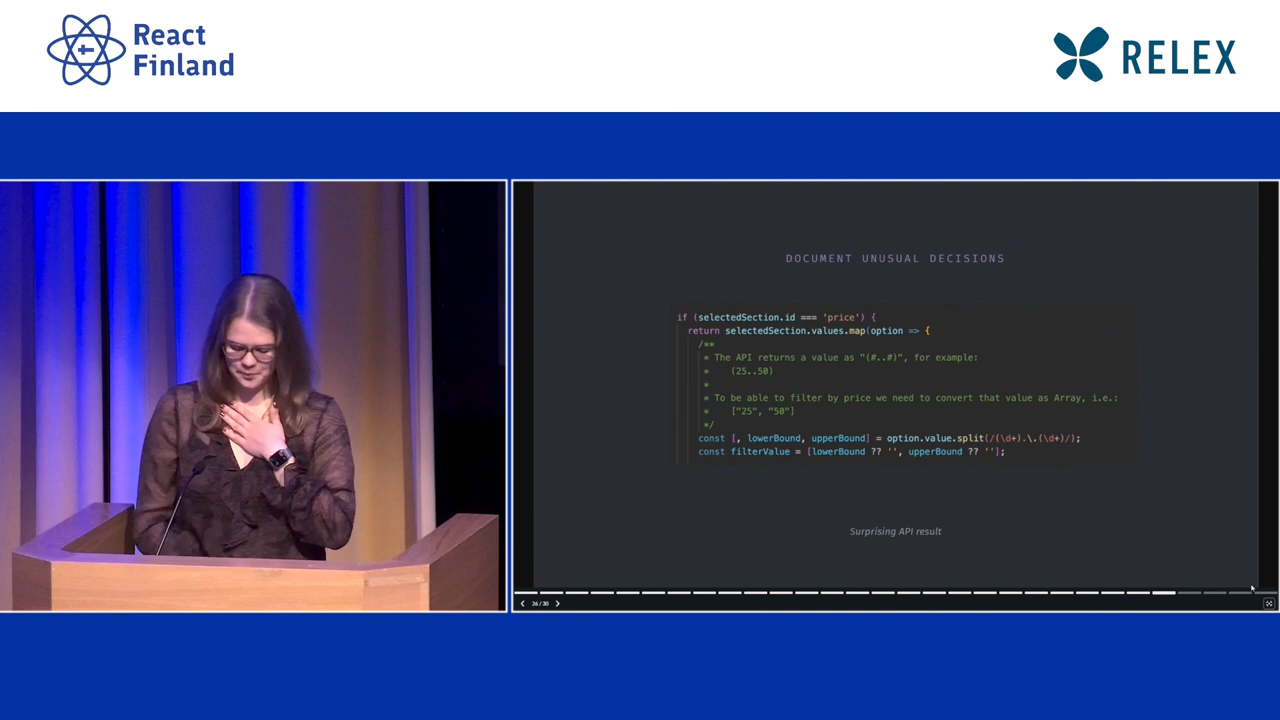 React
Finland
RELEX
DOCUMENT UNUSUAL DECISIONS
if (selectedSection.id === 'price') {
return selectedSection.values.map(option => {
/**
* The API returns a value as "(#..#)", for example:
* (25..50)
*
* To be able to filter by price we need to convert that value as Array, i.e.:
* ["25", "50"]
*/
const [, lowerBound, upperBound] = option.value.split(/(\d+).\.(\d+)/);
const filterValue = [lowerBound ?? '', upperBound ?? ''];
Surprising API result
26 / 30